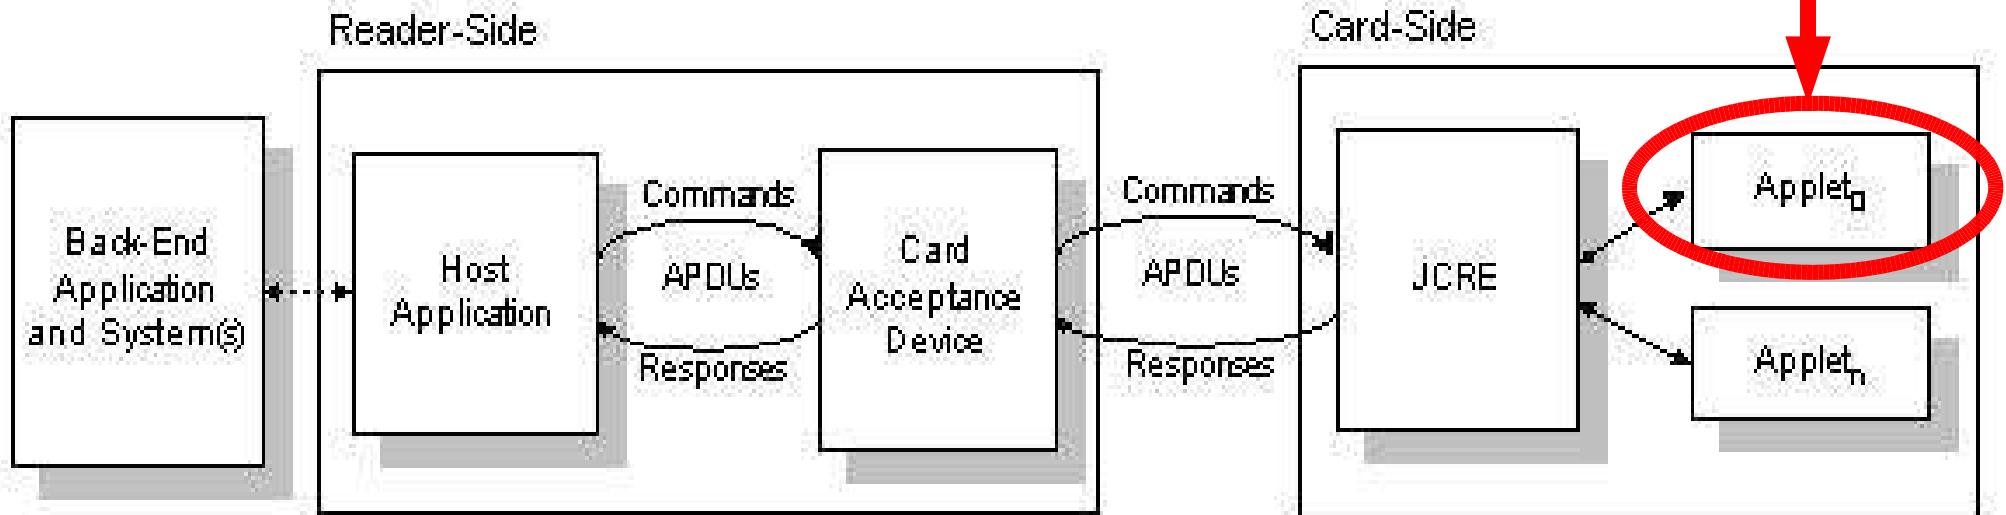 Reader-Side
Card-Side
Back-End
Application
and System(s)
Host
Application
Commands
APDUs
Responses
Card
Acceptance
Device
Commands
APDUs
Responses
JCRE
Applet₀
Appletₙ